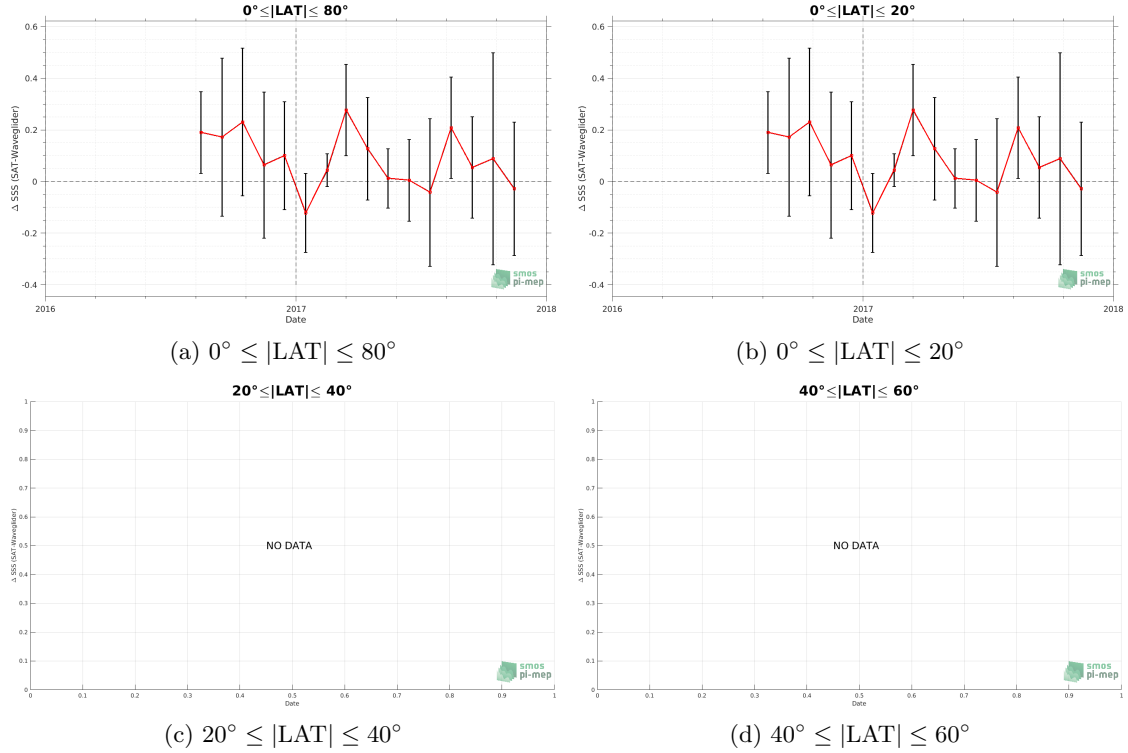 0°≤|LAT|≤ 80°
Δ SSS (SAT-Waveglider)
0.6
0.4
0.2
0
-0.2
-0.4
2016
2017
2018
Date
smos
pi-mep
(a) 0° ≤ |LAT| ≤ 80°
0°≤|LAT|≤ 20°
Δ SSS (SAT-Waveglider)
0.6
0.4
0.2
0
-0.2
-0.4
2016
2017
2018
Date
smos
pi-mep
(b) 0° ≤ |LAT| ≤ 20°
20°≤|LAT|≤ 40°
Δ SSS (SAT-Waveglider)
1
0.9
0.8
0.7
0.6
0.5
0.4
0.3
0.2
0.1
0
NO DATA
0 0.1 0.2 0.3 0.4 0.5 0.6 0.7 0.8 0.9 1
Date
smos
pi-mep
(c) 20° ≤ |LAT| ≤ 40°
40°≤|LAT|≤ 60°
Δ SSS (SAT-Waveglider)
1
0.9
0.8
0.7
0.6
0.5
0.4
0.3
0.2
0.1
0
NO DATA
0 0.1 0.2 0.3 0.4 0.5 0.6 0.7 0.8 0.9 1
Date
smos
pi-mep
(d) 40° ≤ |LAT| ≤ 60°